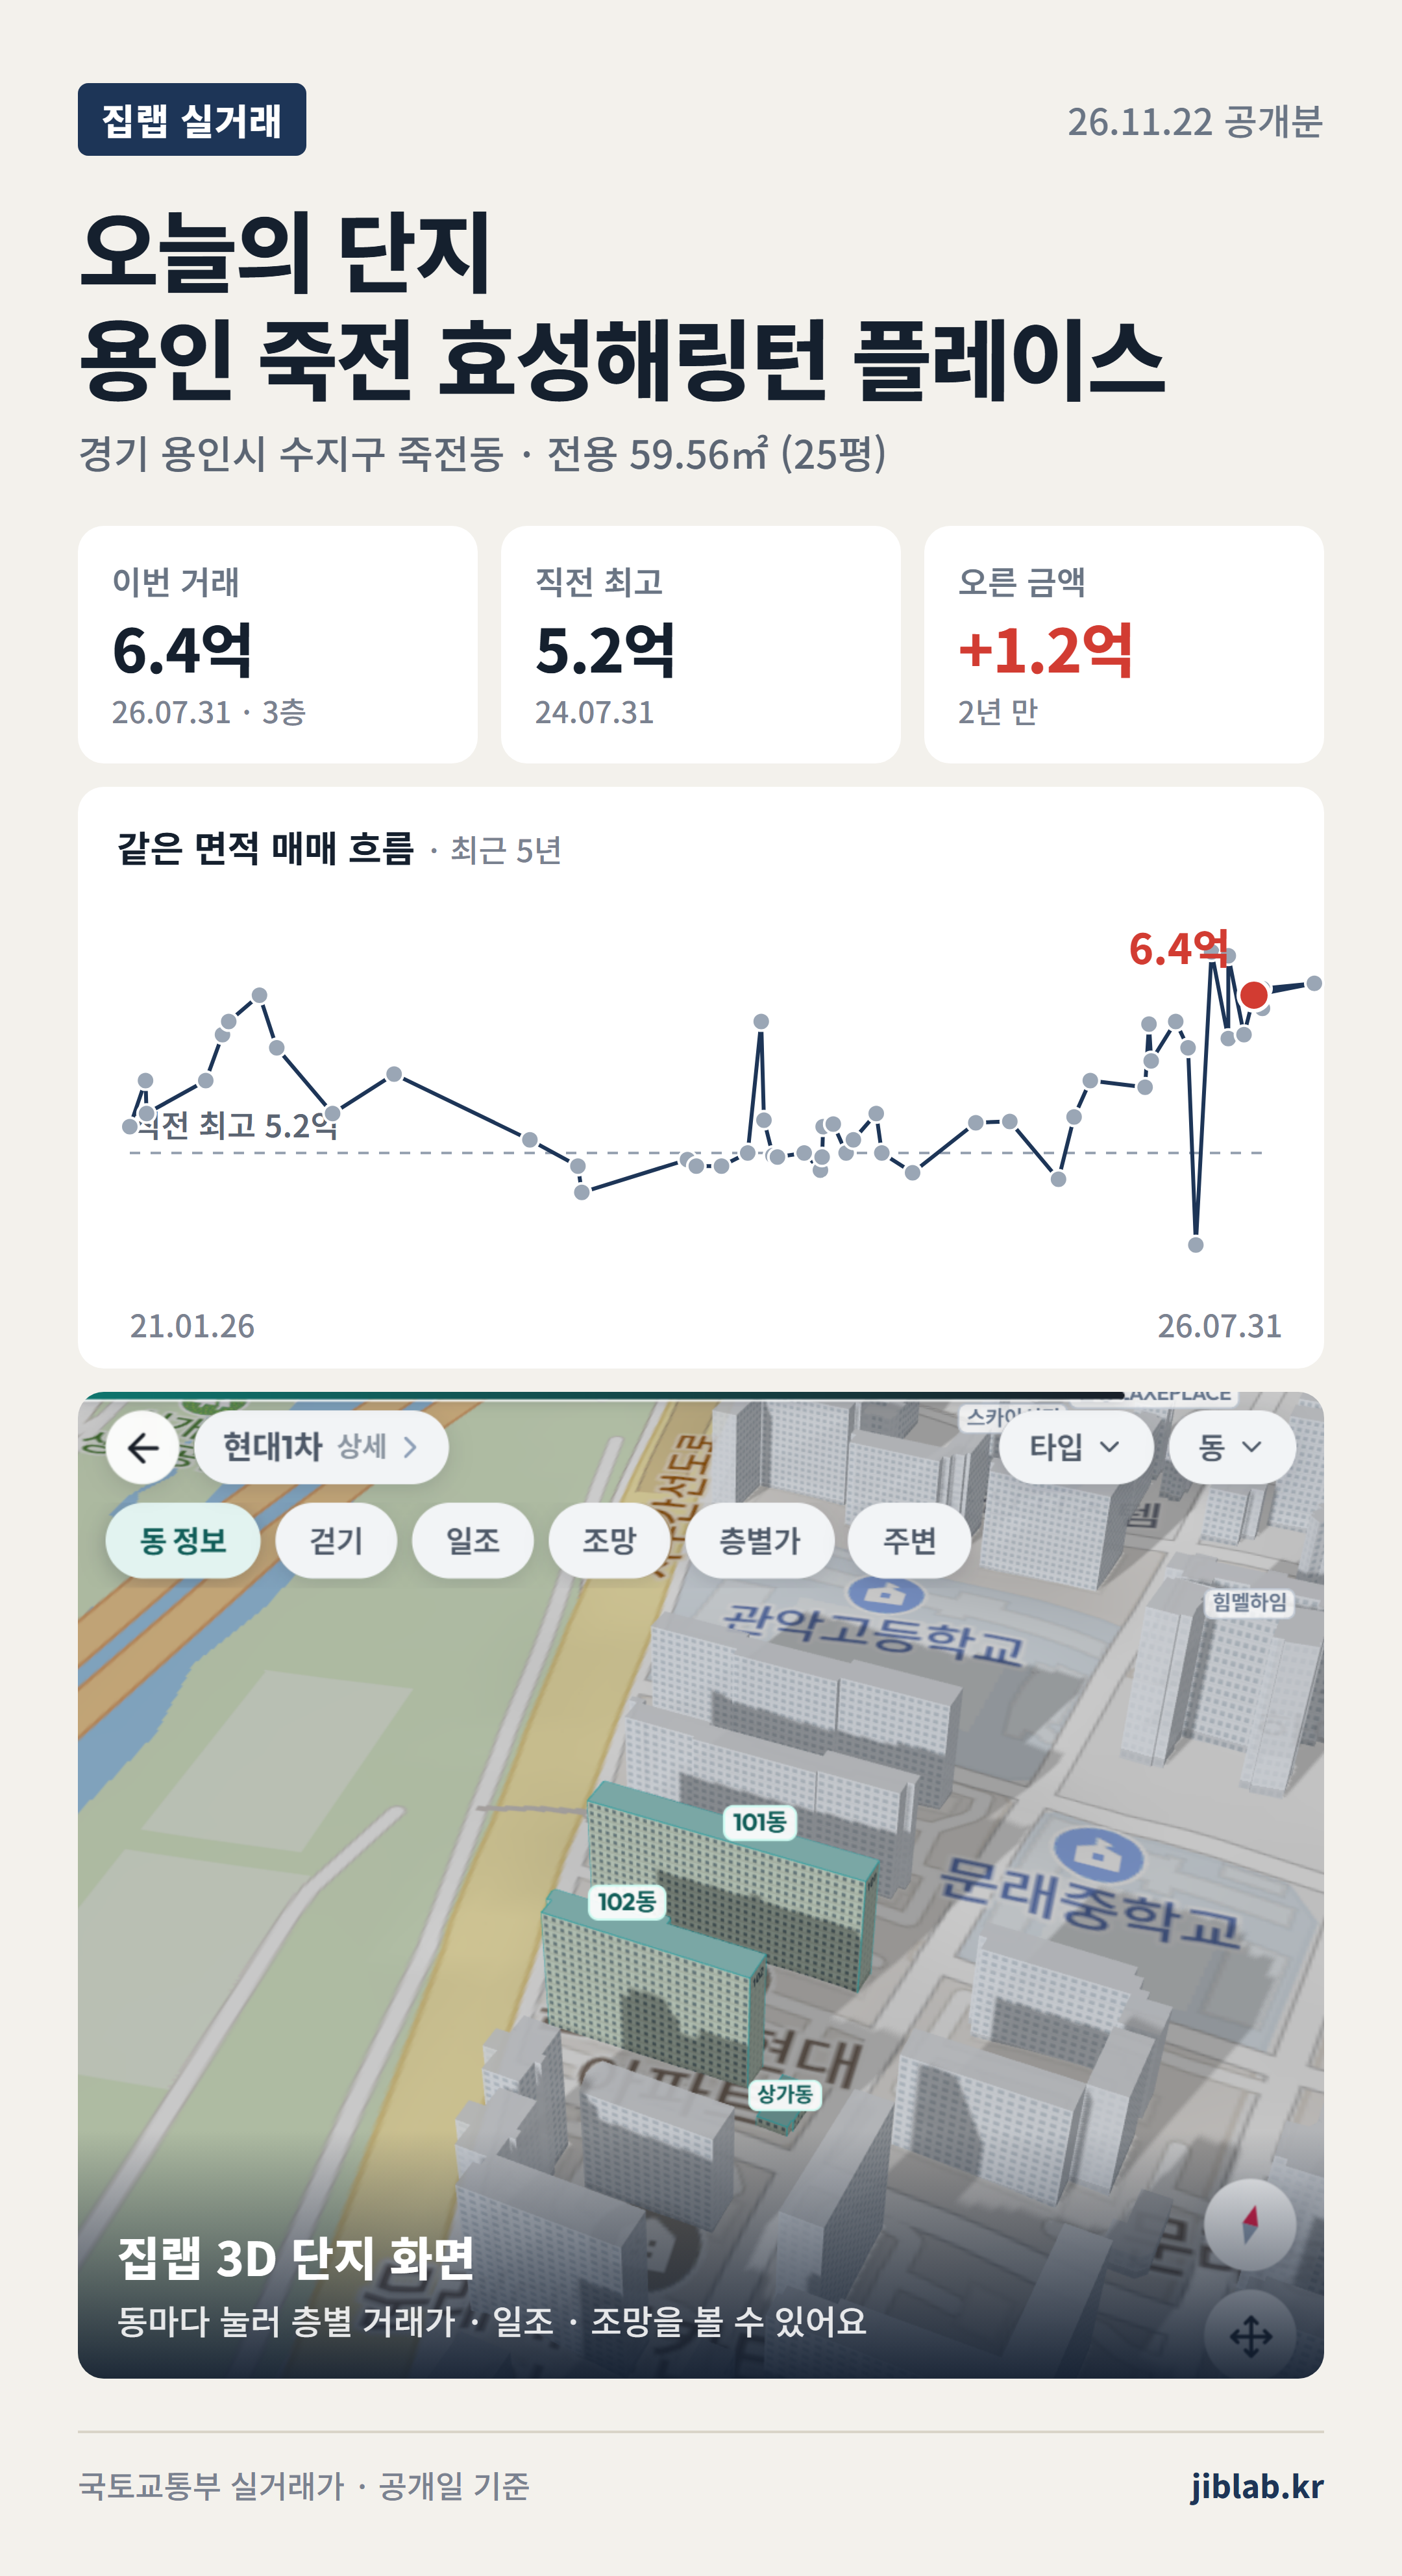 집랩 실거래
26.11.22 공개분
오늘의 단지
용인 죽전 효성해링턴 플레이스
경기 용인시 수지구 죽전동 · 전용 59.56㎡ (25평)
이번 거래
6.4억
26.07.31 · 3층
직전 최고
5.2억
24.07.31
오른 금액
+1.2억
2년 만
같은 면적 매매 흐름 · 최근 5년
6.4억
직전 최고 5.2억
21.01.26
26.07.31
현대1차 상세
타입
동
동 정보
걷기
일조
조망
층별가
주변
관악고등학교
힘멜하임
101동
102동
문래중학교
현대
상가동
집랩 3D 단지 화면
동마다 눌러 층별 거래가 · 일조 · 조망을 볼 수 있어요
국토교통부 실거래가 · 공개일 기준
jiblab.kr